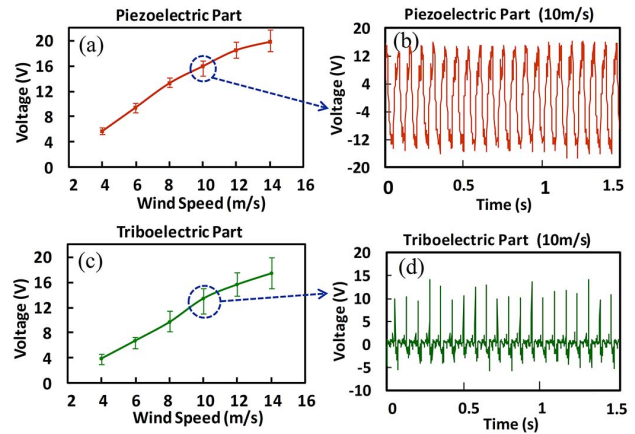 Piezoelectric Part
(a)
Voltage (V)
20
16
12
8
4
0
2 4 6 8 10 12 14 16
Wind Speed (m/s)
Piezoelectric Part (10m/s)
(b)
Voltage (V)
20
12
4
-4
-12
-20
0 0.5 1 1.5
Time (s)
Triboelectric Part
(c)
Voltage (V)
20
16
12
8
4
0
2 4 6 8 10 12 14 16
Wind Speed (m/s)
Triboelectric Part (10m/s)
(d)
Voltage (V)
20
15
10
5
0
-5
-10
0 0.5 1 1.5
Time (s)